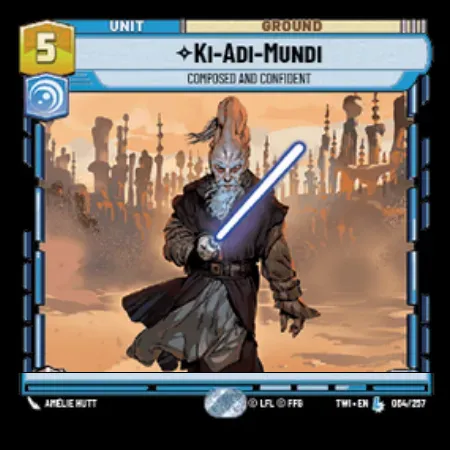 UNIT GROUND
5
KI-ADI-MUNDI
COMPOSED AND CONFIDENT
AMÉLIE HUTT © LFL © FFG TWI • EN L 064/257